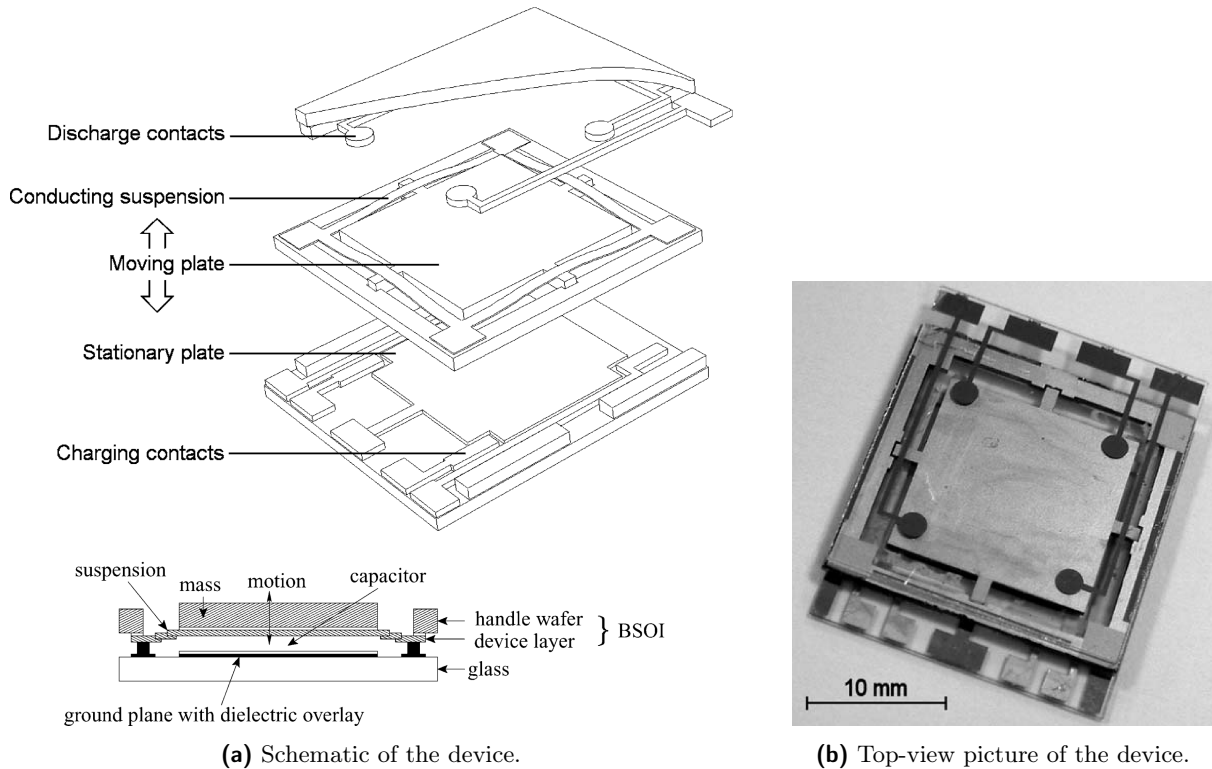 Discharge contacts
Conducting suspension
Moving plate
Stationary plate
Charging contacts
suspension
mass
motion
capacitor
handle wafer
device layer
} BSOI
glass
ground plane with dielectric overlay
10 mm
(a) Schematic of the device.
(b) Top-view picture of the device.